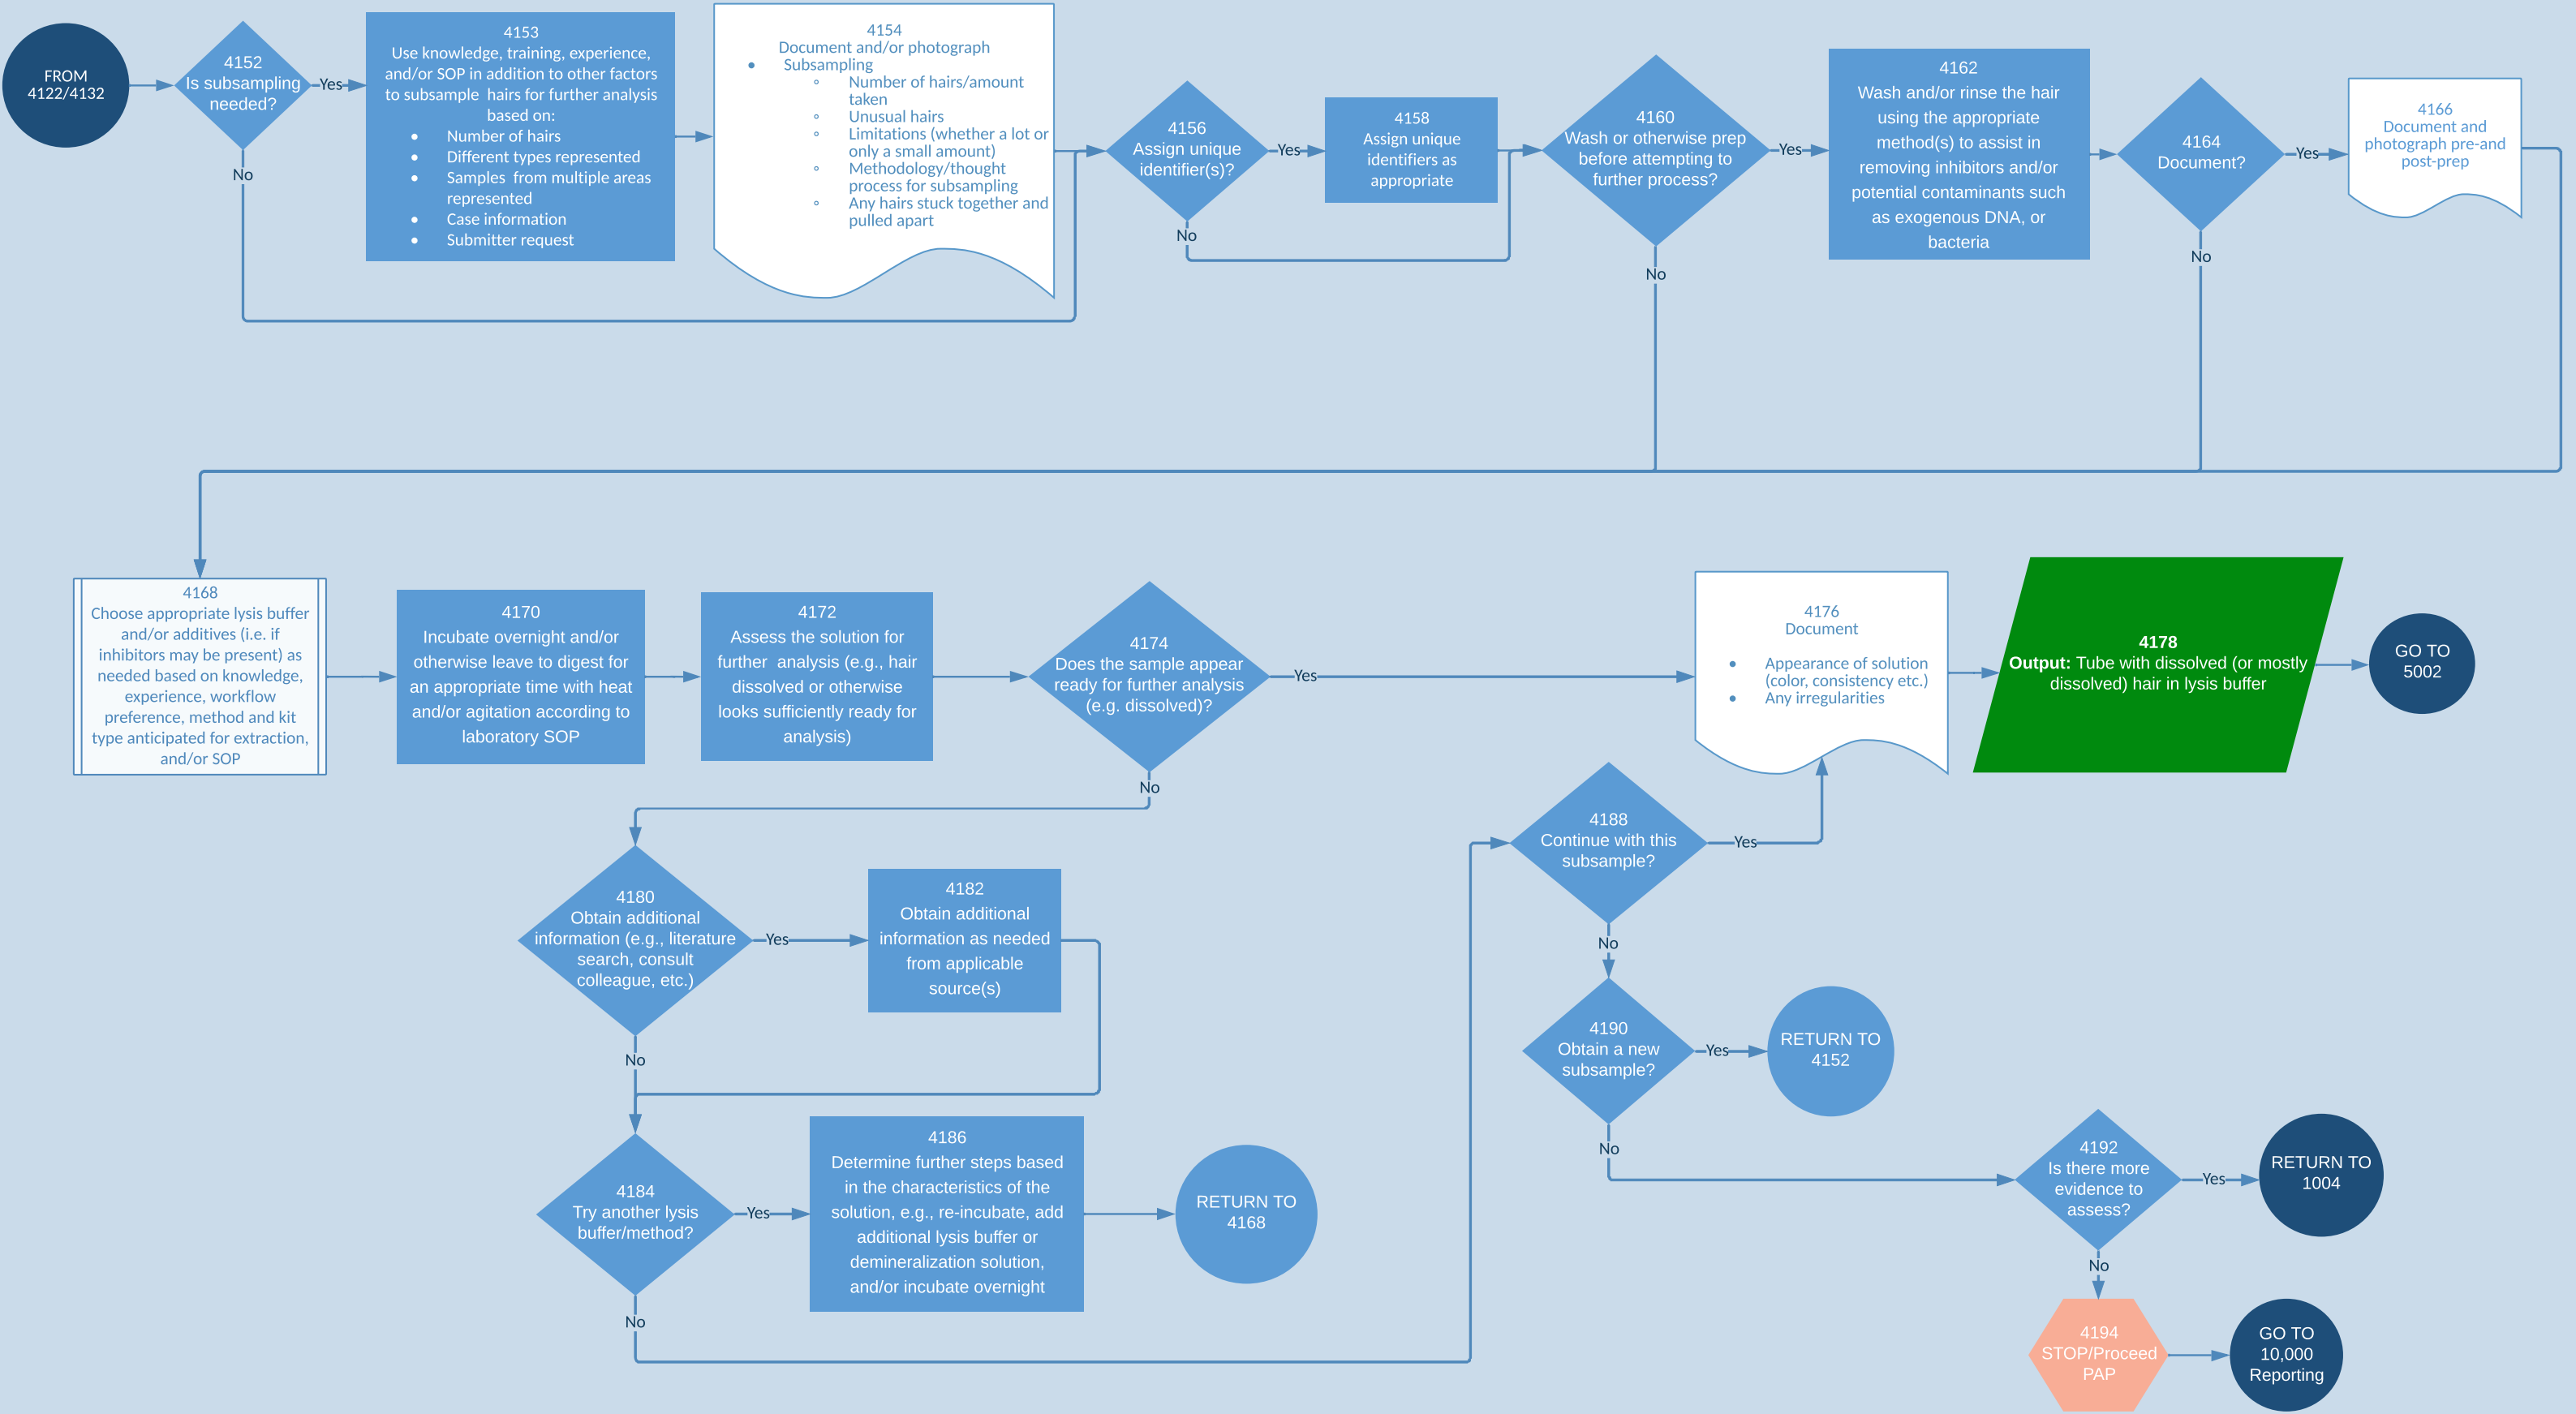 FROM
4122/4132
4152
Is subsampling
needed?
Yes
No
4153
Use knowledge, training, experience,
and/or SOP in addition to other factors
to subsample  hairs for further analysis
based on:
• Number of hairs
• Different types represented
• Samples  from multiple areas
represented
• Case information
• Submitter request
4154
Document and/or photograph
• Subsampling
◦ Number of hairs/amount
taken
◦ Unusual hairs
◦ Limitations (whether a lot or
only a small amount)
◦ Methodology/thought
process for subsampling
◦ Any hairs stuck together and
pulled apart
4156
Assign unique
identifier(s)?
Yes
No
4158
Assign unique
identifiers as
appropriate
4160
Wash or otherwise prep
before attempting to
further process?
Yes
No
4162
Wash and/or rinse the hair
using the appropriate
method(s) to assist in
removing inhibitors and/or
potential contaminants such
as exogenous DNA, or
bacteria
4164
Document?
Yes
No
4166
Document and
photograph pre-and
post-prep
4168
Choose appropriate lysis buffer
and/or additives (i.e. if
inhibitors may be present) as
needed based on knowledge,
experience, workflow
preference, method and kit
type anticipated for extraction,
and/or SOP
4170
Incubate overnight and/or
otherwise leave to digest for
an appropriate time with heat
and/or agitation according to
laboratory SOP
4172
Assess the solution for
further  analysis (e.g., hair
dissolved or otherwise
looks sufficiently ready for
analysis)
4174
Does the sample appear
ready for further analysis
(e.g. dissolved)?
Yes
No
4176
Document
• Appearance of solution
(color, consistency etc.)
• Any irregularities
4178
Output: Tube with dissolved (or mostly
dissolved) hair in lysis buffer
GO TO
5002
4180
Obtain additional
information (e.g., literature
search, consult
colleague, etc.)
Yes
No
4182
Obtain additional
information as needed
from applicable
source(s)
4184
Try another lysis
buffer/method?
Yes
No
4186
Determine further steps based
in the characteristics of the
solution, e.g., re-incubate, add
additional lysis buffer or
demineralization solution,
and/or incubate overnight
RETURN TO
4168
4188
Continue with this
subsample?
Yes
No
4190
Obtain a new
subsample?
Yes
No
RETURN TO
4152
4192
Is there more
evidence to
assess?
Yes
No
RETURN TO
1004
4194
STOP/Proceed
PAP
GO TO
10,000
Reporting